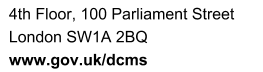 4th Floor, 100 Parliament Street
London SW1A 2BQ
www.gov.uk/dcms